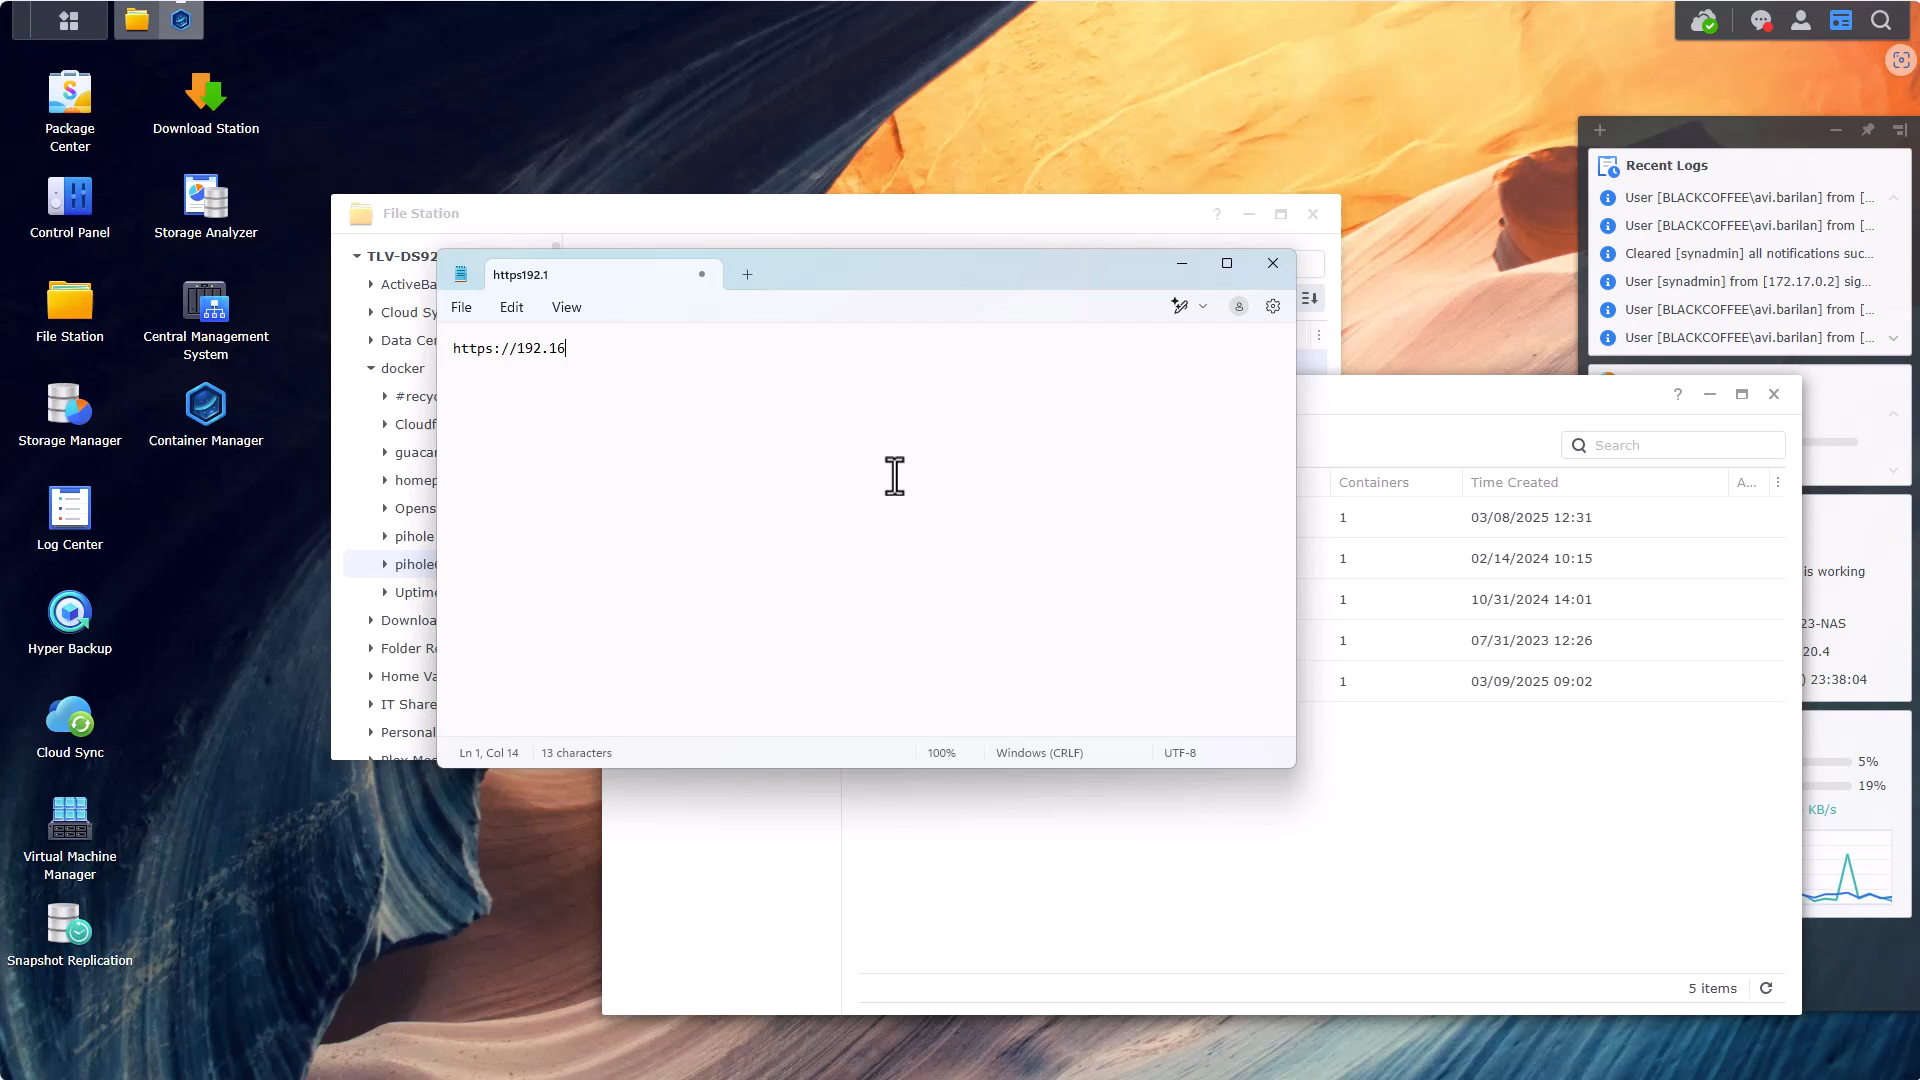 Package
Center
Download Station
Control Panel
Storage Analyzer
File Station
Central Management
System
Storage Manager
Container Manager
Log Center
Hyper Backup
Cloud Sync
Virtual Machine
Manager
Snapshot Replication
File Station
?
TLV-DS92
ActiveBa
Cloud Sy
Data Cen
docker
#recy
Cloudf
guacam
homep
Opens
pihole
pihole
Uptime
Downloa
Folder Re
Home Va
IT Share
Personal
https192.1
File
Edit
View
https://192.16
Ln 1, Col 14
13 characters
100%
Windows (CRLF)
UTF-8
?
Search
Containers
Time Created
A...
1
03/08/2025 12:31
1
02/14/2024 10:15
1
10/31/2024 14:01
1
07/31/2023 12:26
1
03/09/2025 09:02
5 items
Recent Logs
User [BLACKCOFFEE\avi.barilan] from [...
User [BLACKCOFFEE\avi.barilan] from [...
Cleared [synadmin] all notifications suc...
User [synadmin] from [172.17.0.2] sig...
User [BLACKCOFFEE\avi.barilan] from [...
User [BLACKCOFFEE\avi.barilan] from [...
is working
23-NAS
20.4
) 23:38:04
5%
19%
KB/s